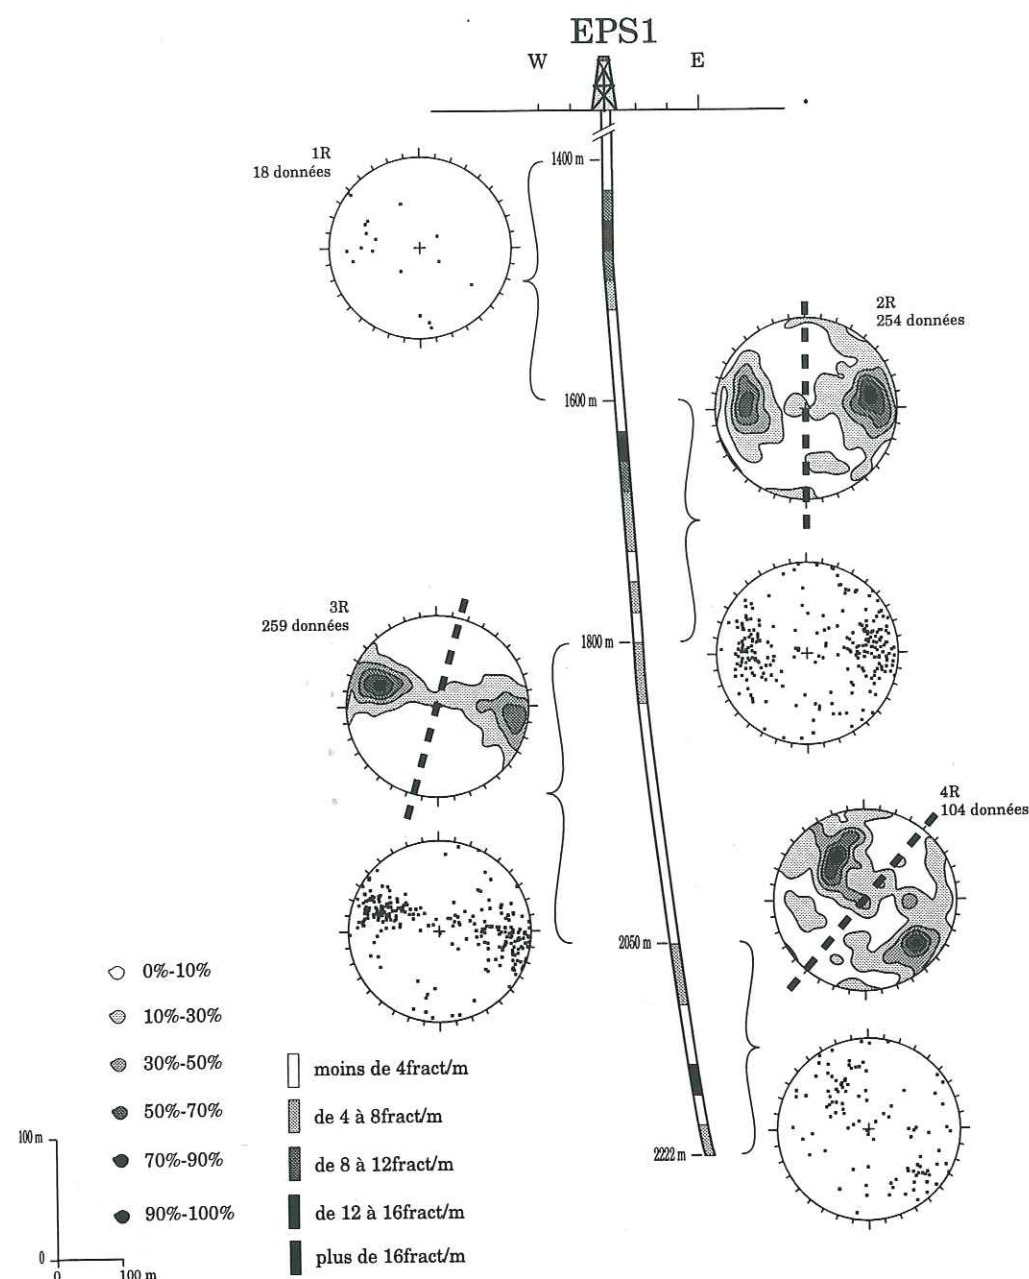 EPS1
W
E
1R
18 données
1400 m
2R
254 données
1600 m
3R
259 données
1800 m
4R
104 données
2050 m
0%-10%
10%-30%
30%-50%
50%-70%
70%-90%
90%-100%
moins de 4fract/m
de 4 à 8fract/m
de 8 à 12fract/m
de 12 à 16fract/m
plus de 16fract/m
2222 m
100 m
0
0
100 m